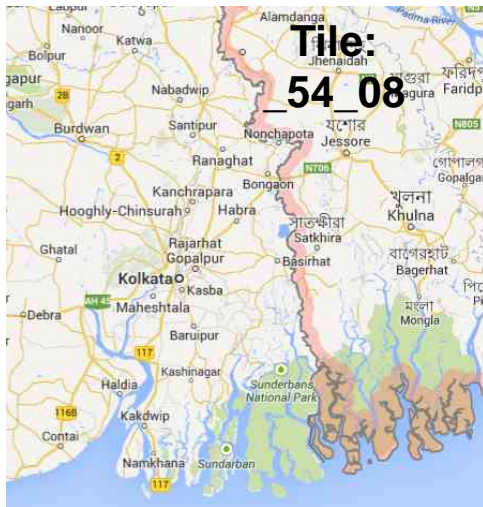 Labpur
Alamdanga
Padma River
Nanoor
Katwa
Tile:
Bolpur
Jhenaidah
মাগুরা
ফরিদপ
Magura
Faridp
gapur
garh
2B
Nabadwip
_54_08
Burdwan
Santipur
Nonchapota
যশোর
Jessore
N805
2
Ranaghat
N706
গোপালগ
Gopalga
Bongaon
Kanchrapara
Hooghly-Chinsurah
Habra
খুলনা
Khulna
সাতক্ষীরা
Satkhira
Ghatal
Rajarhat
Gopalpur
Basirhat
বাগেরহাট
Bagerhat
Kolkata
Kasba
AH 45
Maheshtala
মংলা
Mongla
Debra
Baruipur
117
Kashinagar
Haldia
Sunderbans
National Park
116B
Kakdwip
Contai
Namkhana
Sundarban
117